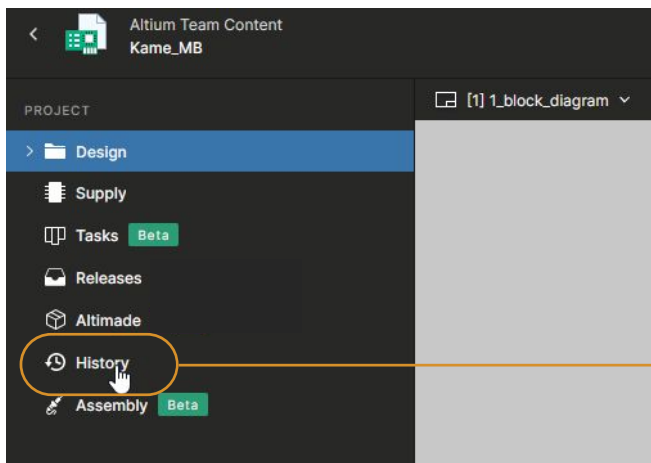 Altium Team Content
Kame_MB
PROJECT
[1] 1_block_diagram
Design
Supply
Tasks Beta
Releases
Altimade
History
Assembly Beta